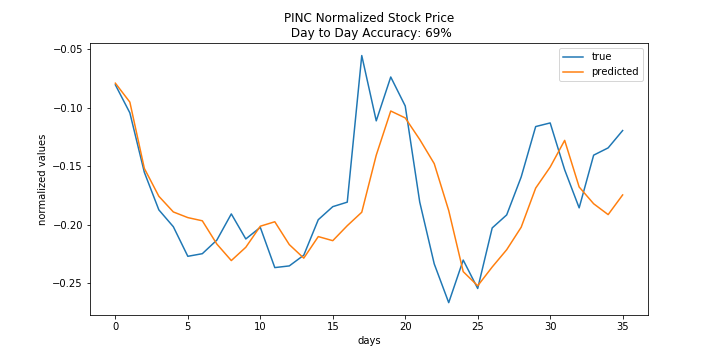 PINC Normalized Stock Price
Day to Day Accuracy: 69%
true
predicted
normalized values
−0.05
−0.10
−0.15
−0.20
−0.25
0 5 10 15 20 25 30 35
days